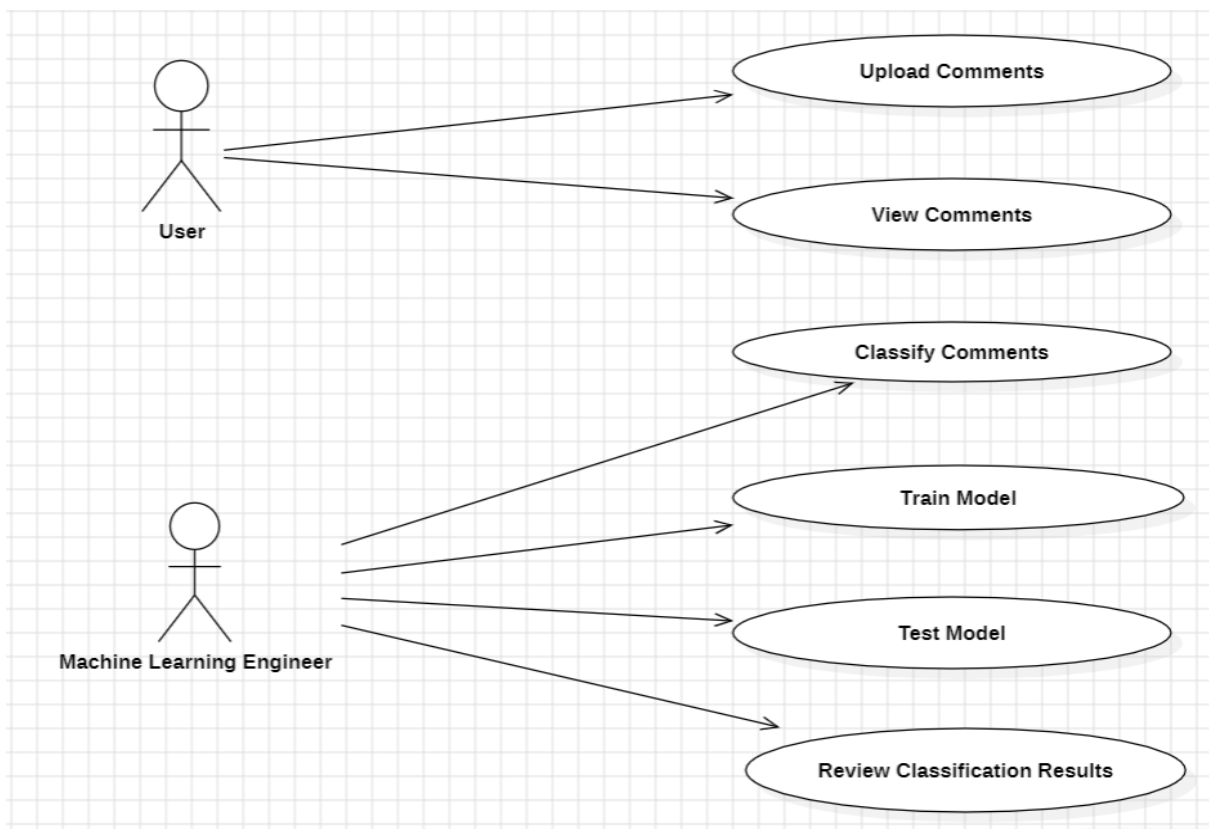 Upload Comments
User
View Comments
Classify Comments
Train Model
Machine Learning Engineer
Test Model
Review Classification Results